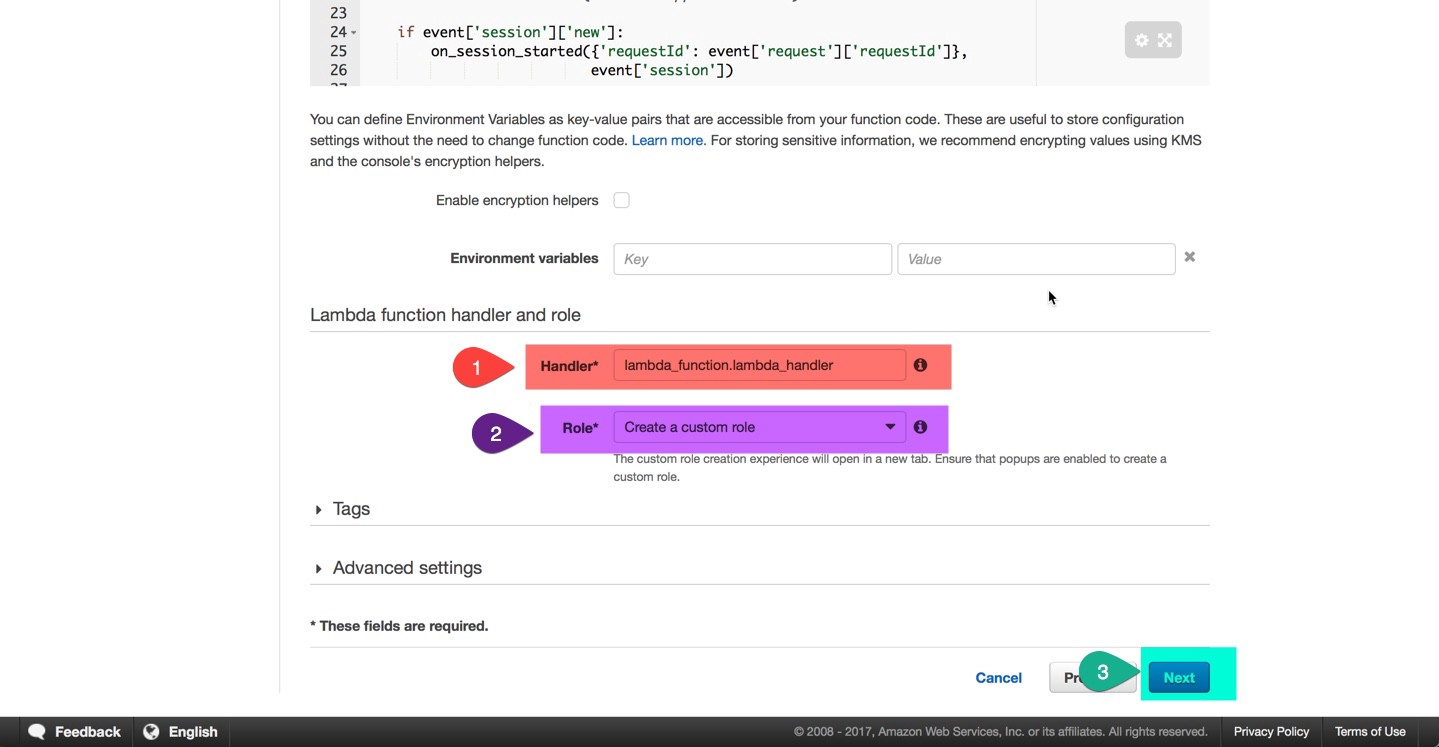 23
24 if event['session']['new']:
25 on_session_started({'requestId': event['request']['requestId']},
26 event['session'])
You can define Environment Variables as key-value pairs that are accessible from your function code. These are useful to store configuration
settings without the need to change function code. Learn more. For storing sensitive information, we recommend encrypting values using KMS
and the console's encryption helpers.
Enable encryption helpers
Environment variables Key Value
Lambda function handler and role
1 Handler* lambda_function.lambda_handler
2 Role* Create a custom role
The custom role creation experience will open in a new tab. Ensure that popups are enabled to create a
custom role.
Tags
Advanced settings
* These fields are required.
Cancel 3 Next
Feedback English © 2008 - 2017, Amazon Web Services, Inc. or its affiliates. All rights reserved. Privacy Policy Terms of Use